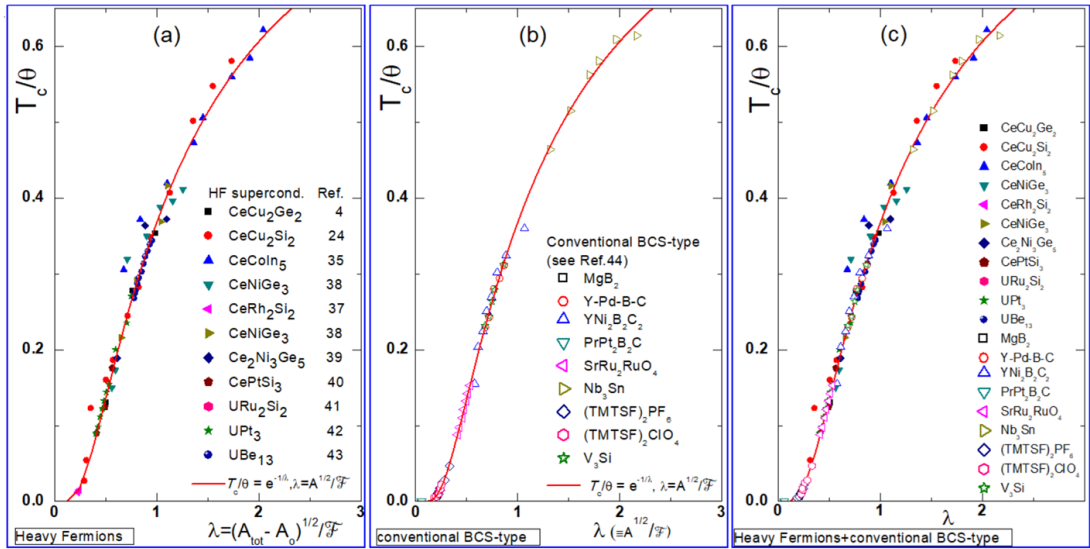 (a)
T_c/θ
0.6
0.4
0.2
0.0
0 1 2 3
HF supercond. Ref.
CeCu₂Ge₂ 4
CeCu₂Si₂ 24
CeCoIn₅ 35
CeNiGe₃ 38
CeRh₂Si₂ 37
CeNiGe₃ 38
Ce₂Ni₃Ge₅ 39
CePtSi₃ 40
URu₂Si₂ 41
UPt₃ 42
UBe₁₃ 43
T_c/θ = e^-1/λ, λ=A^1/2/ℱ
Heavy Fermions
λ=(A_tot- A_o)^1/2/ℱ
(b)
T_c/θ
0.6
0.4
0.2
0.0
0 1 2
Conventional BCS-type
(see Ref.44)
MgB₂
Y-Pd-B-C
YNi₂B₂C₂
PrPt₂B₂C
SrRu₂RuO₄
Nb₃Sn
(TMTSF)₂PF₆
(TMTSF)₂ClO₄
V₃Si
T_c/θ = e^-1/λ, λ=A^1/2/ℱ
conventional BCS-type
λ (≡A^1/2/ℱ)
(c)
T_c/θ
0.6
0.4
0.2
0.0
0 1 2
CeCu₂Ge₂
CeCu₂Si₂
CeCoIn₅
CeNiGe₃
CeRh₂Si₂
CeNiGe₃
Ce₂Ni₃Ge₅
CePtSi₃
URu₂Si₂
UPt₃
UBe₁₃
MgB₂
Y-Pd-B-C
YNi₂B₂C₂
PrPt₂B₂C
SrRu₂RuO₄
Nb₃Sn
(TMTSF)₂PF₆
(TMTSF)₂ClO₄
V₃Si
Heavy Fermions+conventional BCS-type
λ